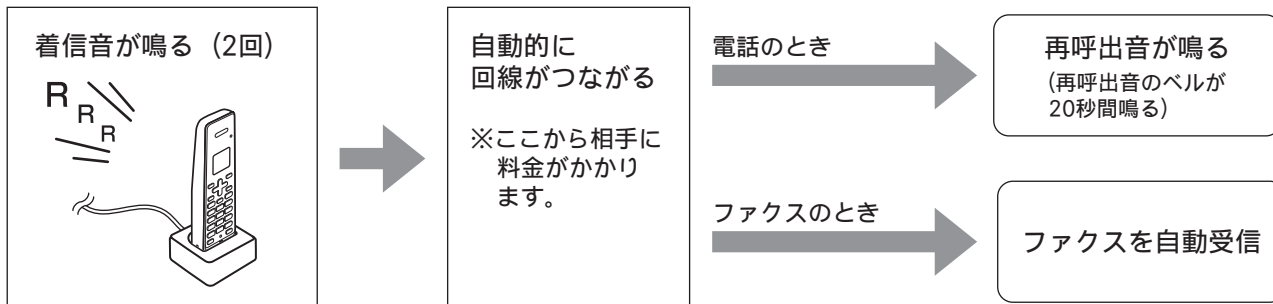 着信音が鳴る（2回）
R
R
R
自動的に
回線がつながる
※ここから相手に
料金がかかり
ます。
電話のとき
再呼出音が鳴る
（再呼出音のベルが
20秒間鳴る）
ファクスのとき
ファクスを自動受信